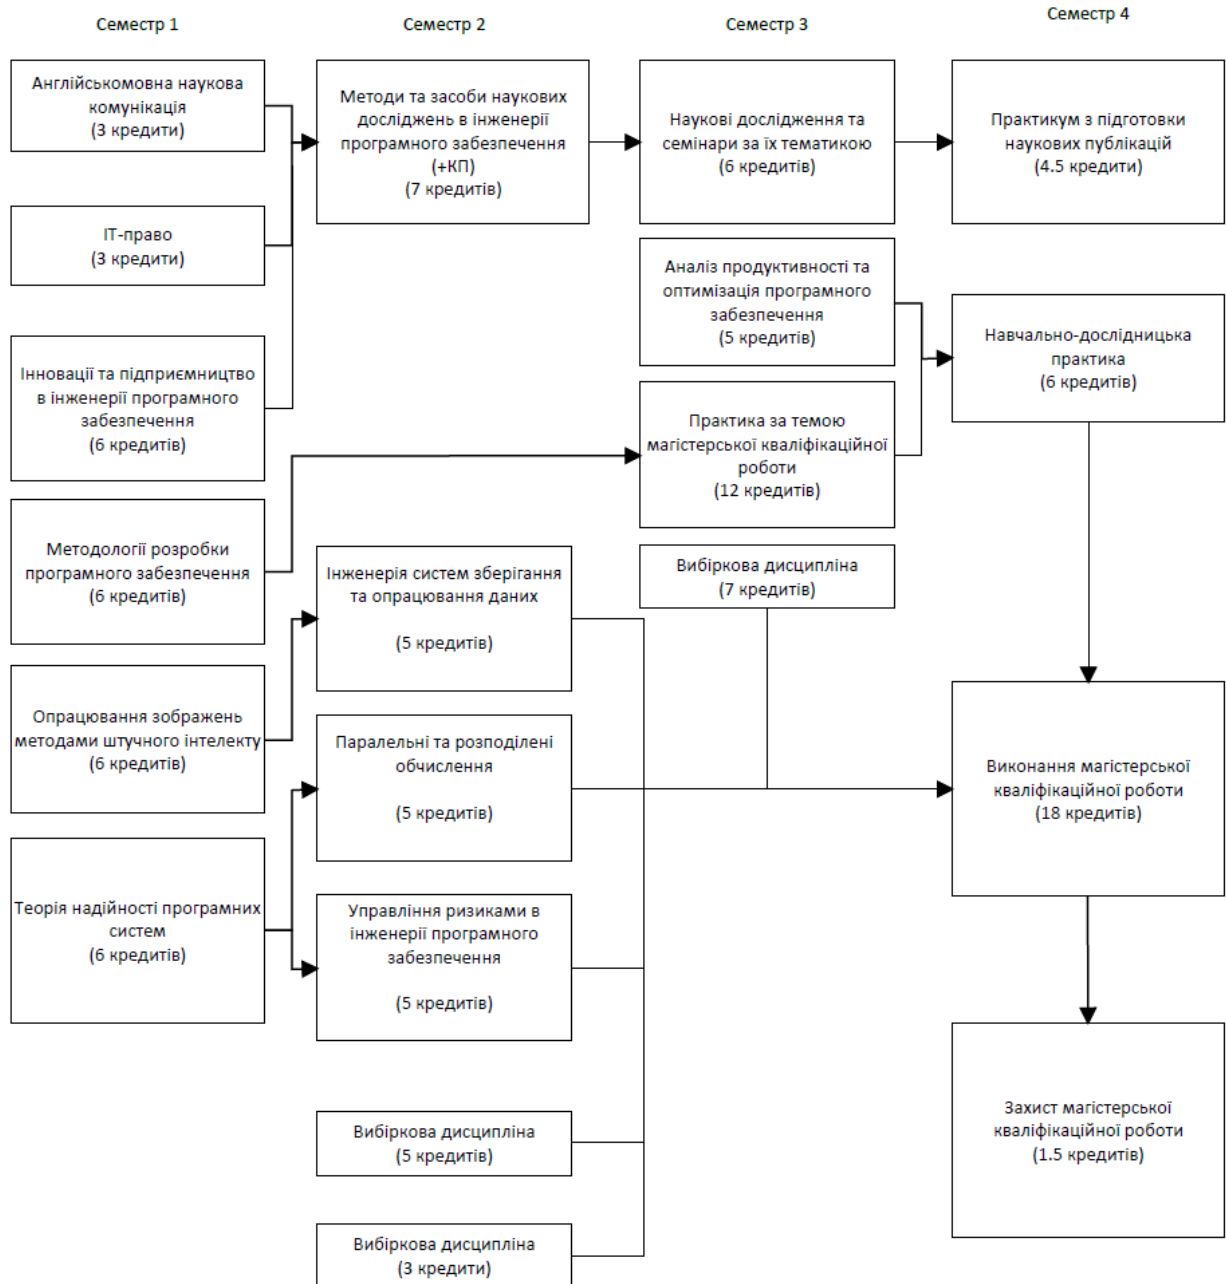 Семестр 1
Семестр 2
Семестр 3
Семестр 4
Англійськомовна наукова
комунікація
(3 кредити)
ІТ-право
(3 кредити)
Інновації та підприємництво
в інженерії програмного
забезпечення
(6 кредитів)
Методології розробки
програмного забезпечення
(6 кредитів)
Опрацювання зображень
методами штучного інтелекту
(6 кредитів)
Теорія надійності програмних
систем
(6 кредитів)
Методи та засоби наукових
досліджень в інженерії
програмного забезпечення
(+КП)
(7 кредитів)
Інженерія систем зберігання
та опрацювання даних
(5 кредитів)
Паралельні та розподілені
обчислення
(5 кредитів)
Управління ризиками в
інженерії програмного
забезпечення
(5 кредитів)
Вибіркова дисципліна
(5 кредитів)
Вибіркова дисципліна
(3 кредити)
Наукові дослідження та
семінари за їх тематикою
(6 кредитів)
Аналіз продуктивності та
оптимізація програмного
забезпечення
(5 кредитів)
Практика за темою
магістерської кваліфікаційної
роботи
(12 кредитів)
Вибіркова дисципліна
(7 кредитів)
Практикум з підготовки
наукових публікацій
(4.5 кредити)
Навчально-дослідницька
практика
(6 кредитів)
Виконання магістерської
кваліфікаційної роботи
(18 кредитів)
Захист магістерської
кваліфікаційної роботи
(1.5 кредитів)